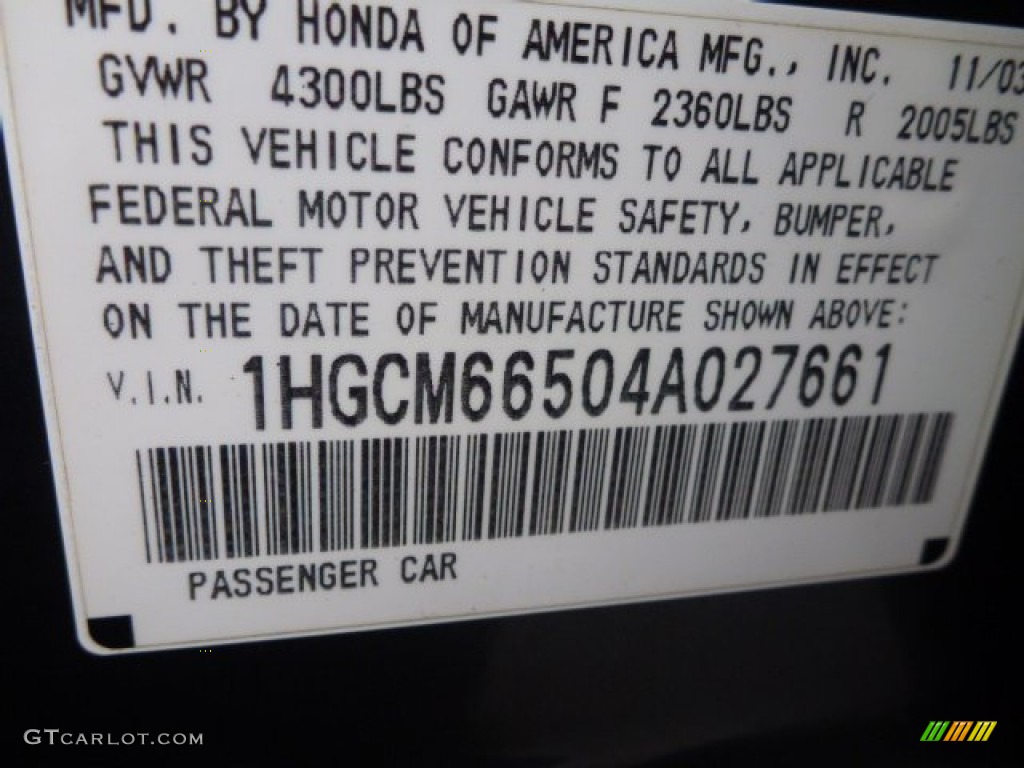 MFD. BY HONDA OF AMERICA MFG., INC. 11/03
GVWR 4300LBS GAWR F 2360LBS R 2005LBS
THIS VEHICLE CONFORMS TO ALL APPLICABLE
FEDERAL MOTOR VEHICLE SAFETY, BUMPER,
AND THEFT PREVENTION STANDARDS IN EFFECT
ON THE DATE OF MANUFACTURE SHOWN ABOVE:
V.I.N. 1HGCM66504A027661
PASSENGER CAR
GTCARLOT.COM